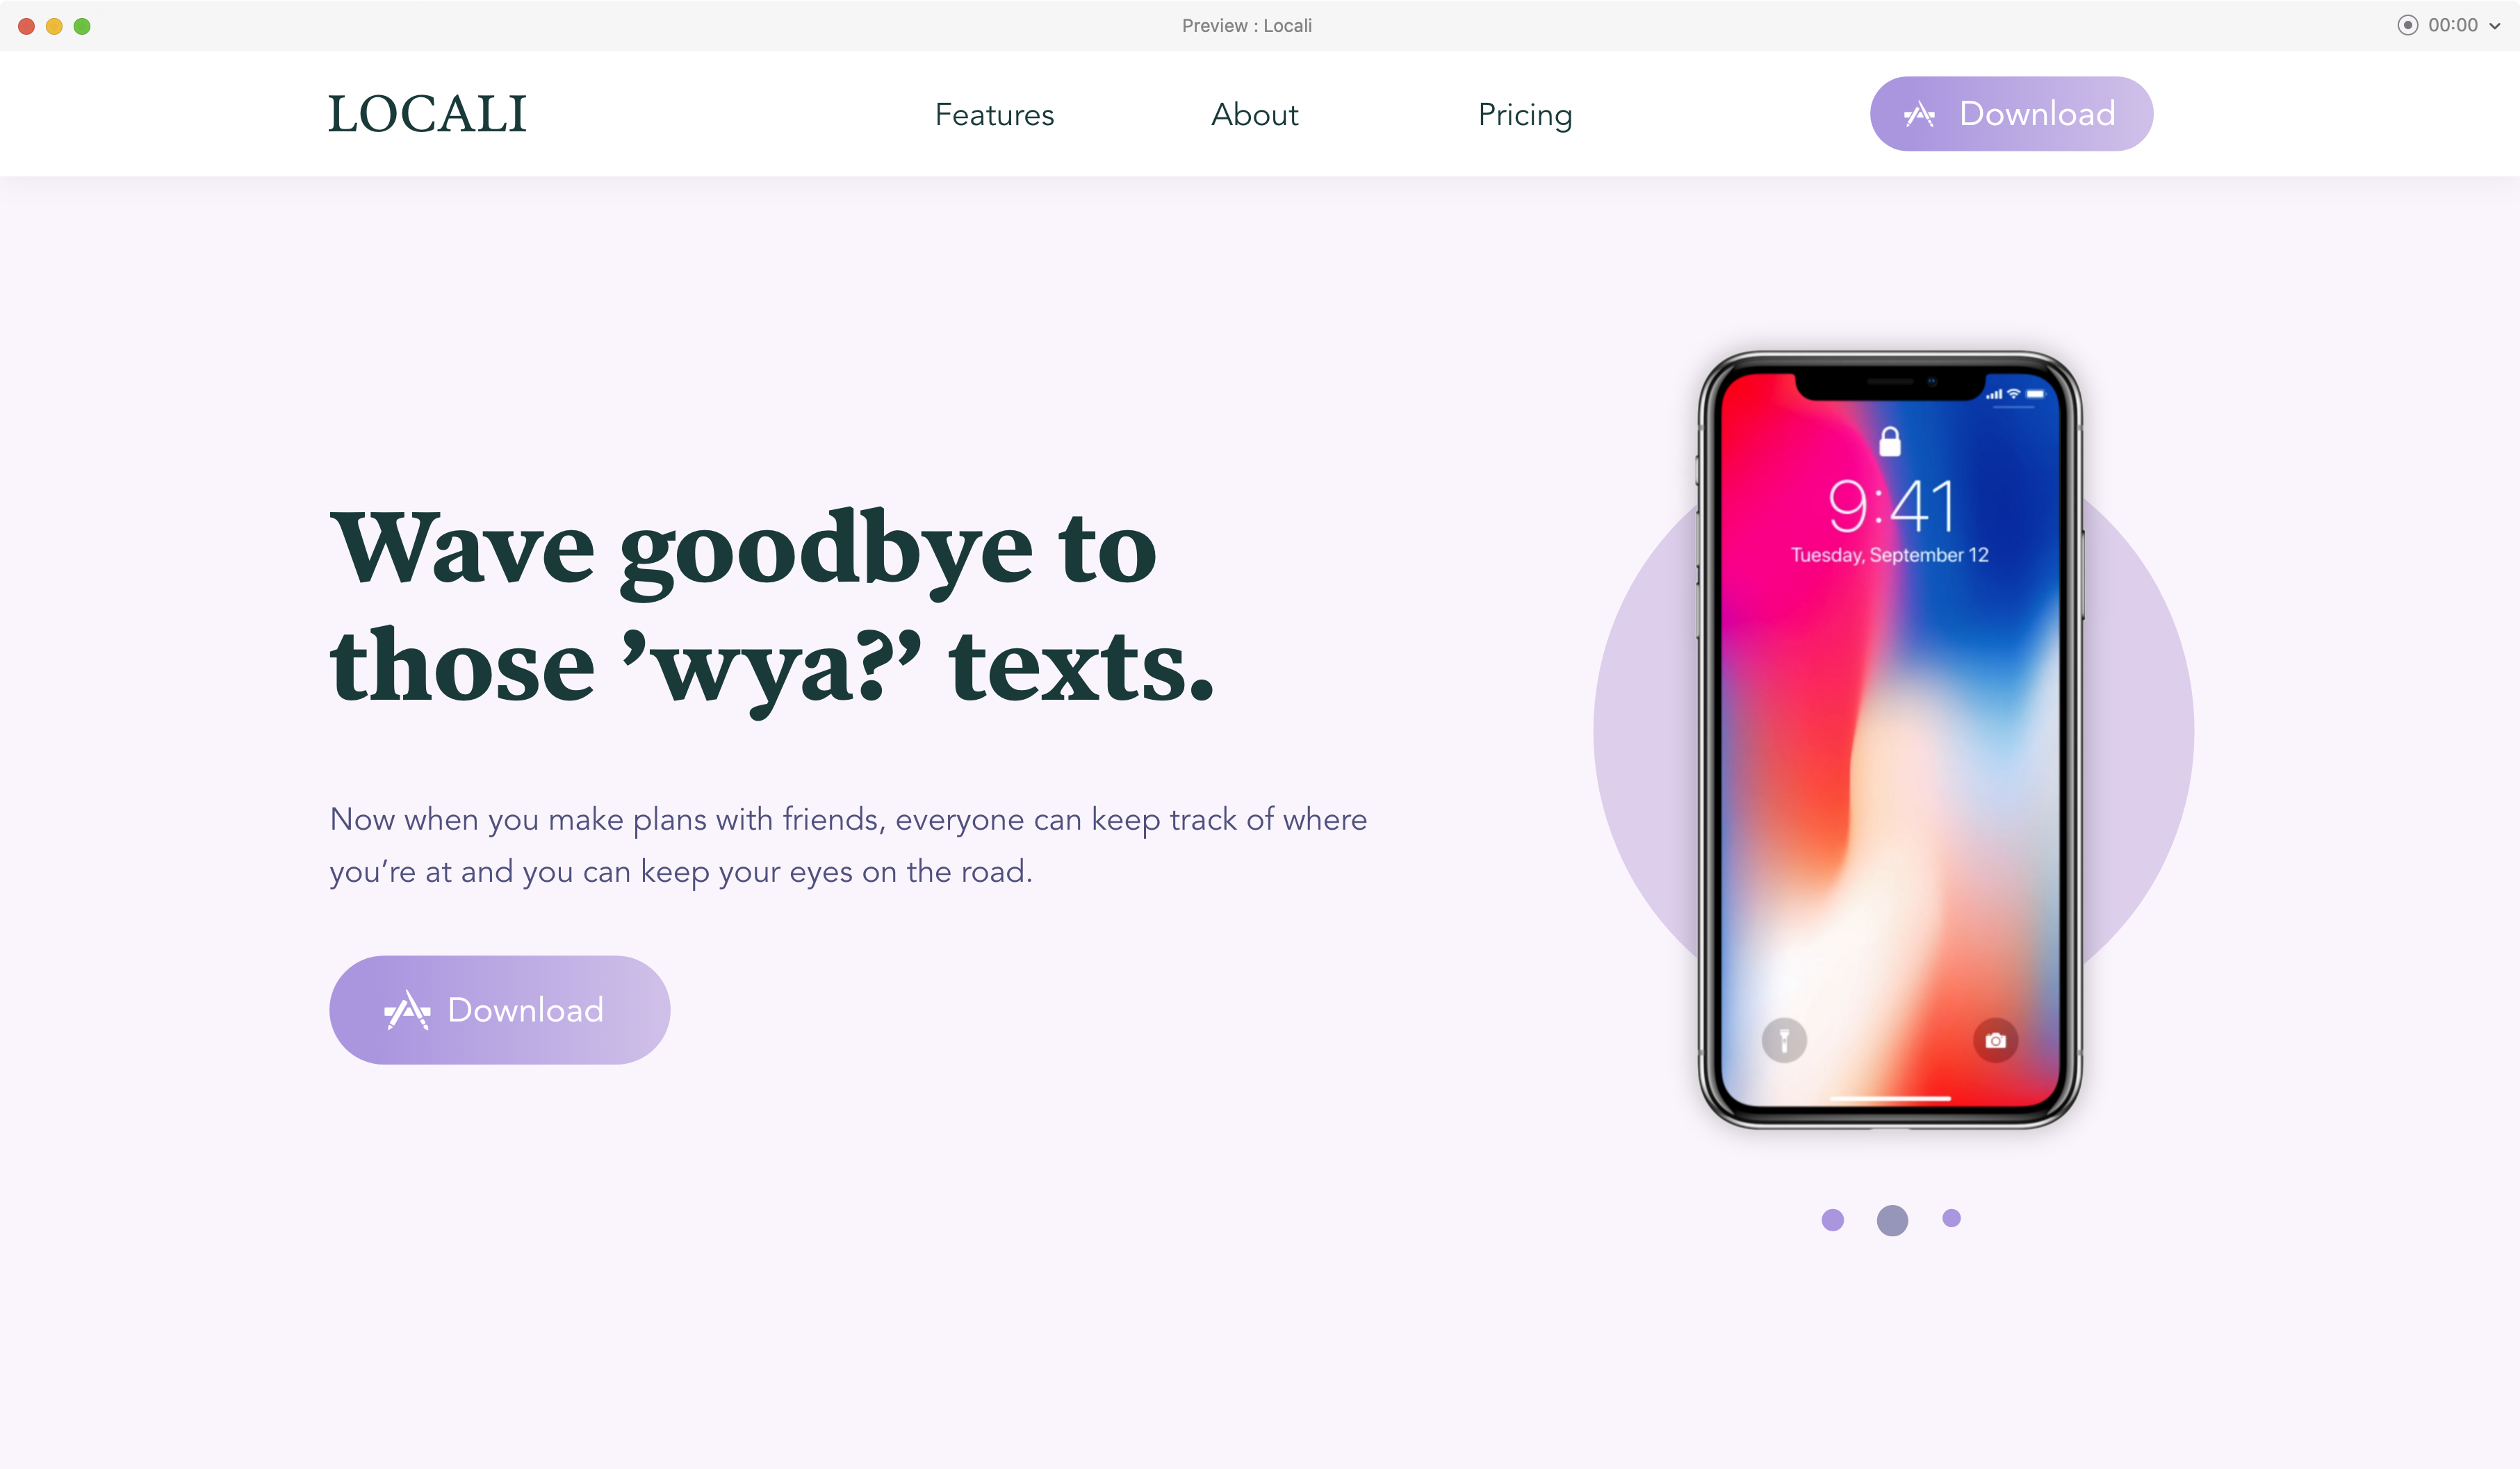 Preview : Locali
00:00
LOCALI
Features
About
Pricing
Download
Wave goodbye to
those ’wya?’ texts.
Now when you make plans with friends, everyone can keep track of where
you’re at and you can keep your eyes on the road.
Download
9:41
Tuesday, September 12